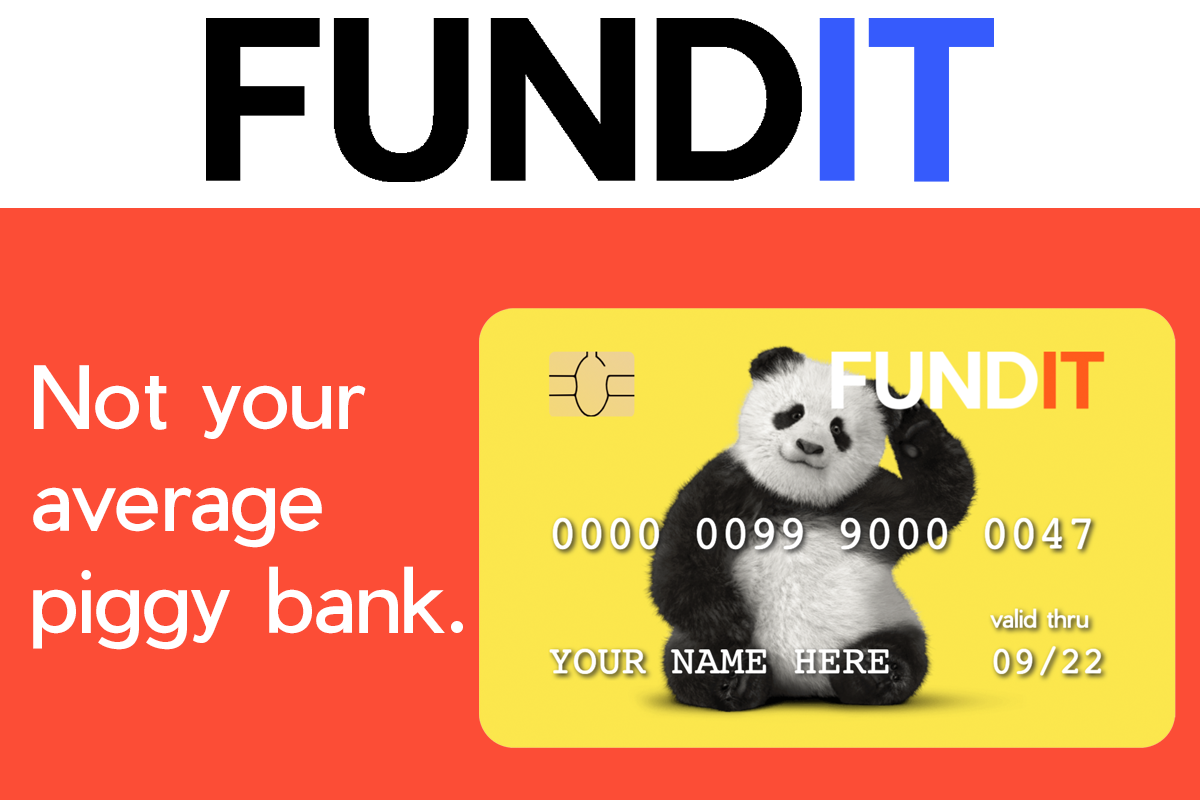 FUNDIT
Not your
average
piggy bank.
FUNDIT
0000 0099 9000 0047
valid thru
YOUR NAME HERE 09/22